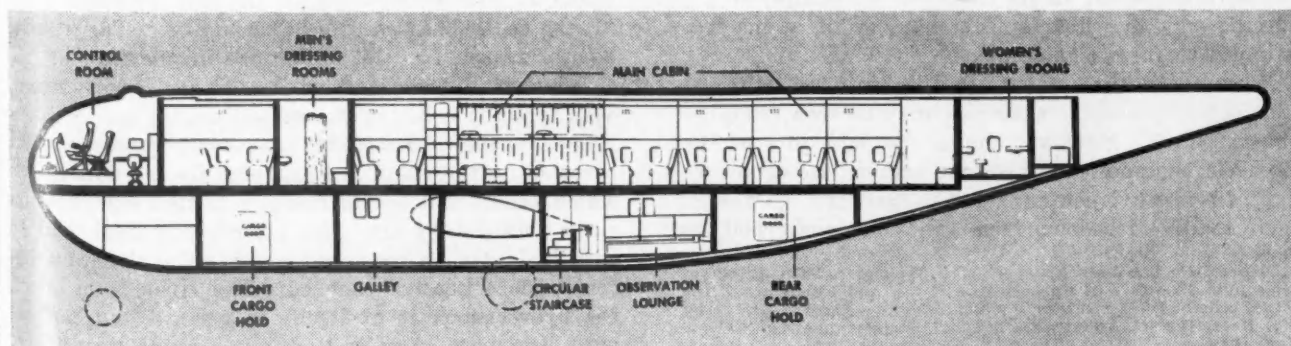 CONTROL
ROOM
MEN'S
DRESSING
ROOMS
MAIN CABIN
WOMEN'S
DRESSING ROOMS
CARGO
DOOR
CARGO
DOOR
FRONT
CARGO
HOLD
GALLEY
CIRCULAR
STAIRCASE
OBSERVATION
LOUNGE
REAR
CARGO
HOLD